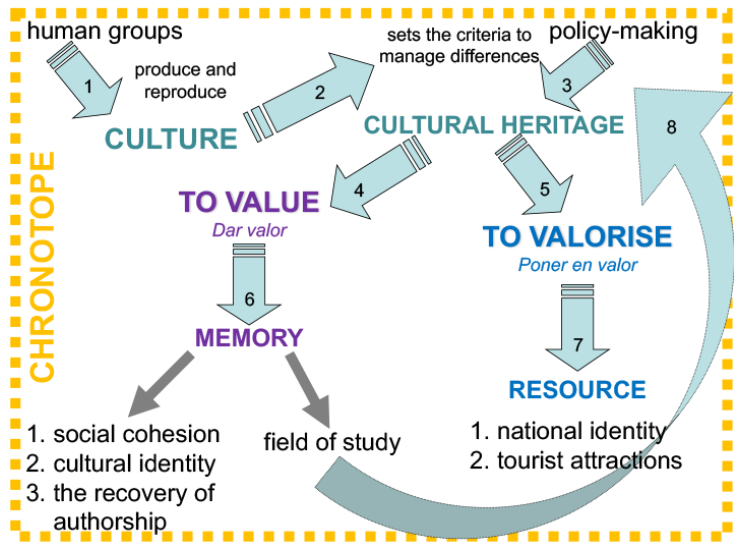 human groups
sets the criteria to
manage differences
policy-making
1
produce and
reproduce
2
3
CULTURE
CULTURAL HERITAGE
8
4
5
TO VALUE
Dar valor
TO VALORISE
Poner en valor
CHRONOTOPE
6
MEMORY
7
RESOURCE
1. social cohesion
2. cultural identity
3. the recovery of
authorship
field of study
1. national identity
2. tourist attractions